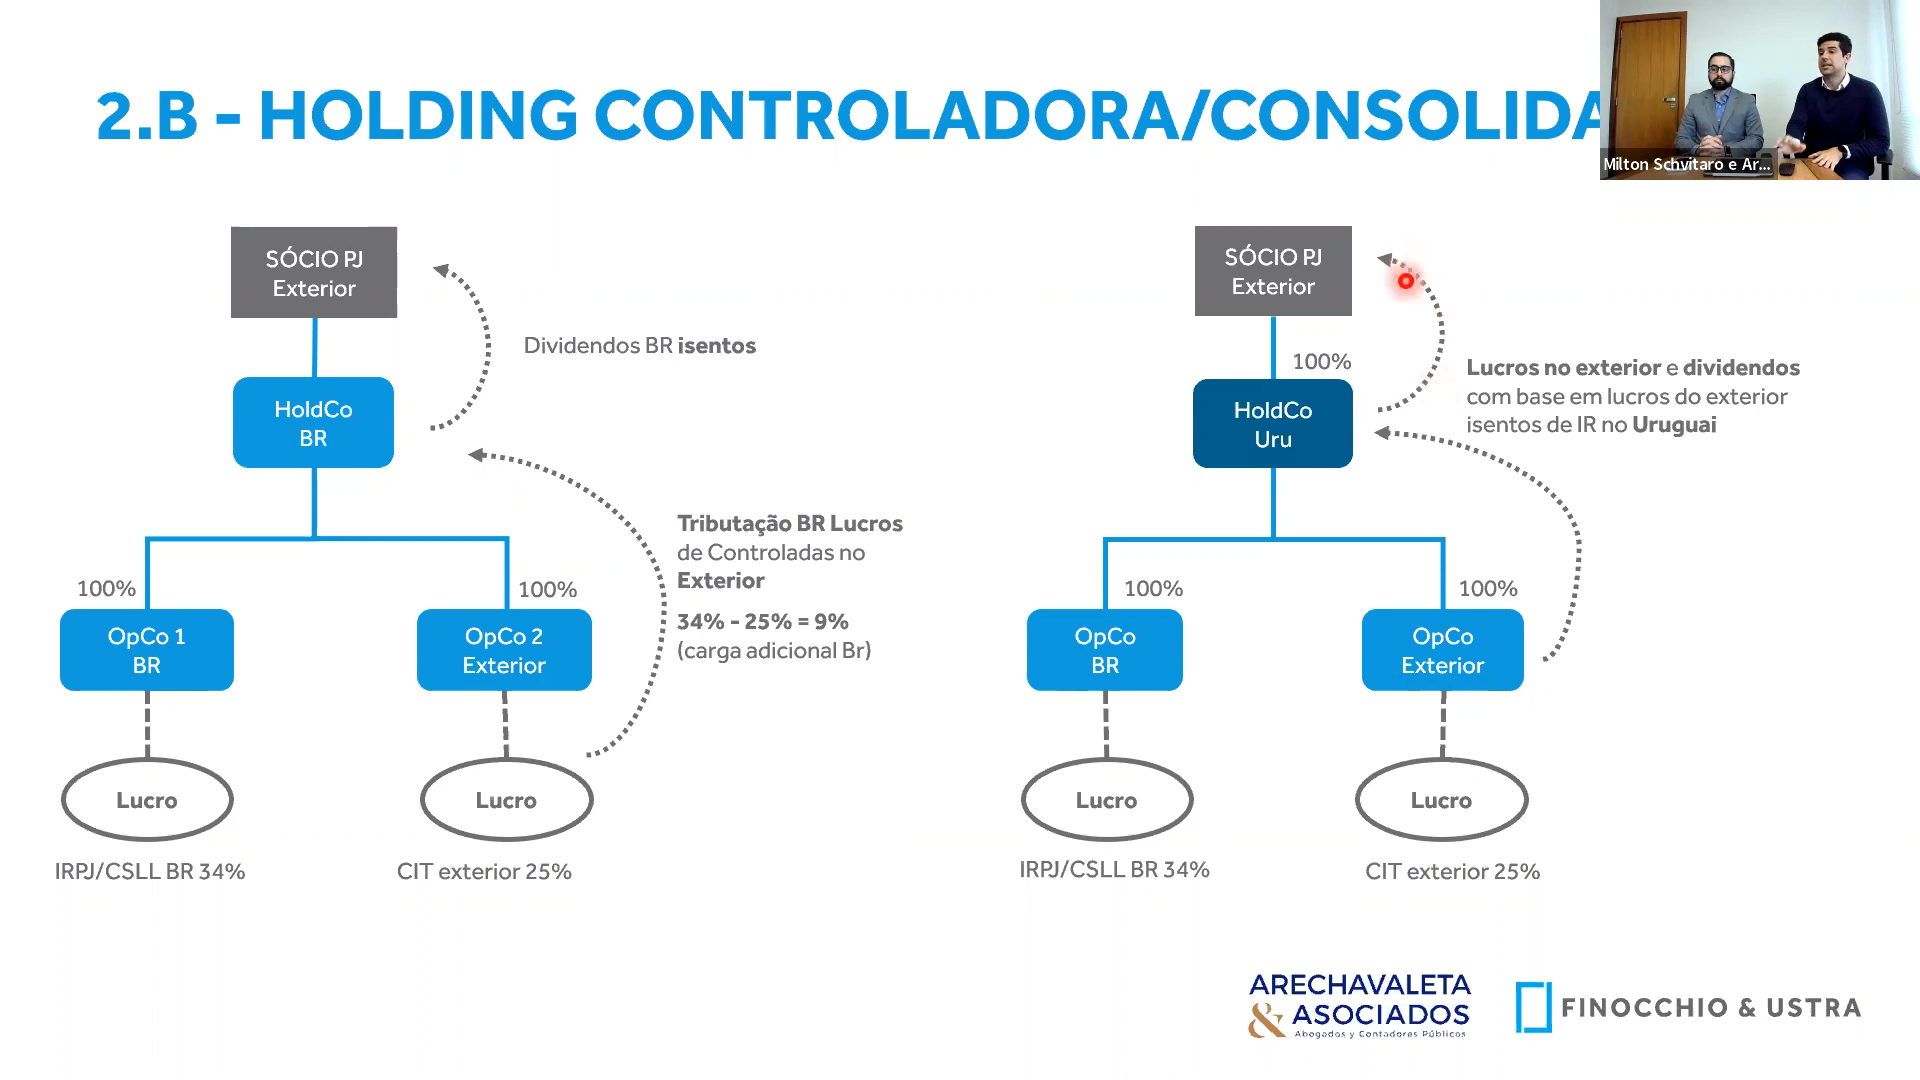 2.B - HOLDING CONTROLADORA/CONSOLIDA
Milton Schvitaro e Ar...
SÓCIO PJ
Exterior
Dividendos BR isentos
HoldCo
BR
Tributação BR Lucros
de Controladas no
Exterior
34% - 25% = 9%
(carga adicional Br)
100%
100%
OpCo 1
BR
OpCo 2
Exterior
Lucro
Lucro
IRPJ/CSLL BR 34%
CIT exterior 25%
SÓCIO PJ
Exterior
100%
HoldCo
Uru
Lucros no exterior e dividendos
com base em lucros do exterior
isentos de IR no Uruguai
100%
100%
OpCo
BR
OpCo
Exterior
Lucro
Lucro
IRPJ/CSLL BR 34%
CIT exterior 25%
ARECHAVALETA
& ASOCIADOS
Abogados y Contadores Públicos
FINOCCHIO & USTRA